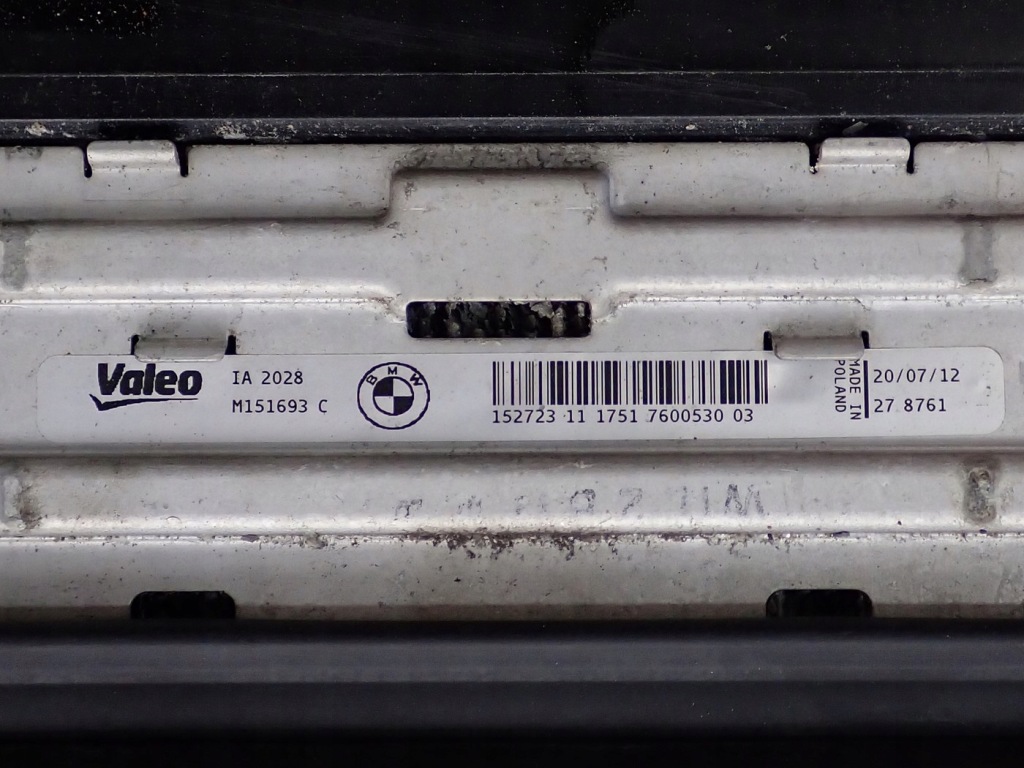 Valeo
IA 2028
M151693 C
BMW
152723 11 1751 7600530 03
MADE IN
POLAND
20/07/12
27 8761